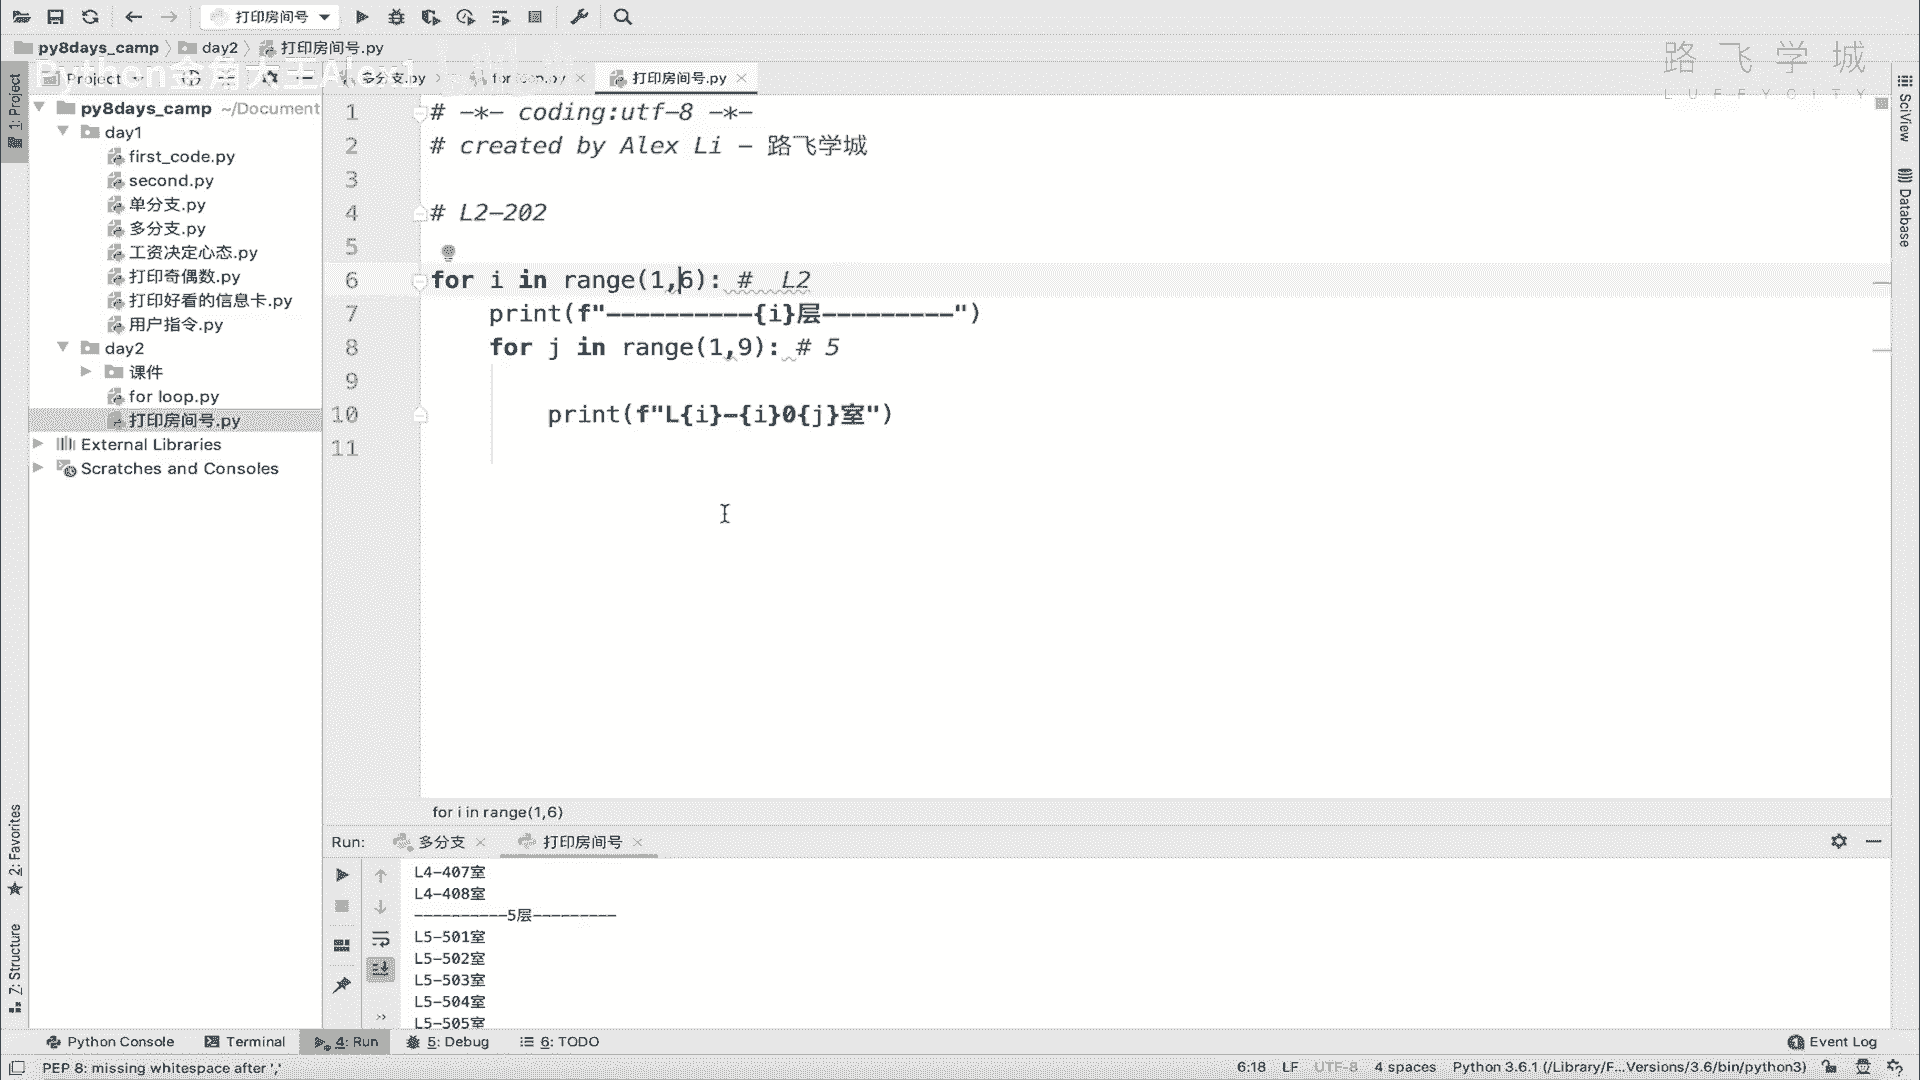 打印房间号
py8days_camp
day2
打印房间号.py
路飞学城
LUFFYCITY
Python金角大王Alex1
Project
多分支.py
打印房间号.py
1: Project
py8days_camp ~/Document
day1
first_code.py
second.py
单分支.py
多分支.py
工资决定心态.py
打印奇偶数.py
打印好看的信息卡.py
用户指令.py
day2
课件
for loop.py
打印房间号.py
External Libraries
Scratches and Consoles
1 # -*- coding:utf-8 -*-
2 # created by Alex Li - 路飞学城
3
4 # L2-202
5
6 for i in range(1,6): #  L2
7 print(f"----------{i}层---------")
8 for j in range(1,9): # 5
9
10 print(f"L{i}-{i}0{j}室")
11
for i in range(1,6)
SciView
Database
2: Favorites
7: Structure
Run: 多分支 打印房间号
L4-407室
L4-408室
----------5层---------
L5-501室
L5-502室
L5-503室
L5-504室
L5-505室
Python Console Terminal 4: Run 5: Debug 6: TODO Event Log
PEP 8: missing whitespace after ',' 6:18 LF UTF-8 4 spaces Python 3.6.1 (/Library/F...Versions/3.6/bin/python3)